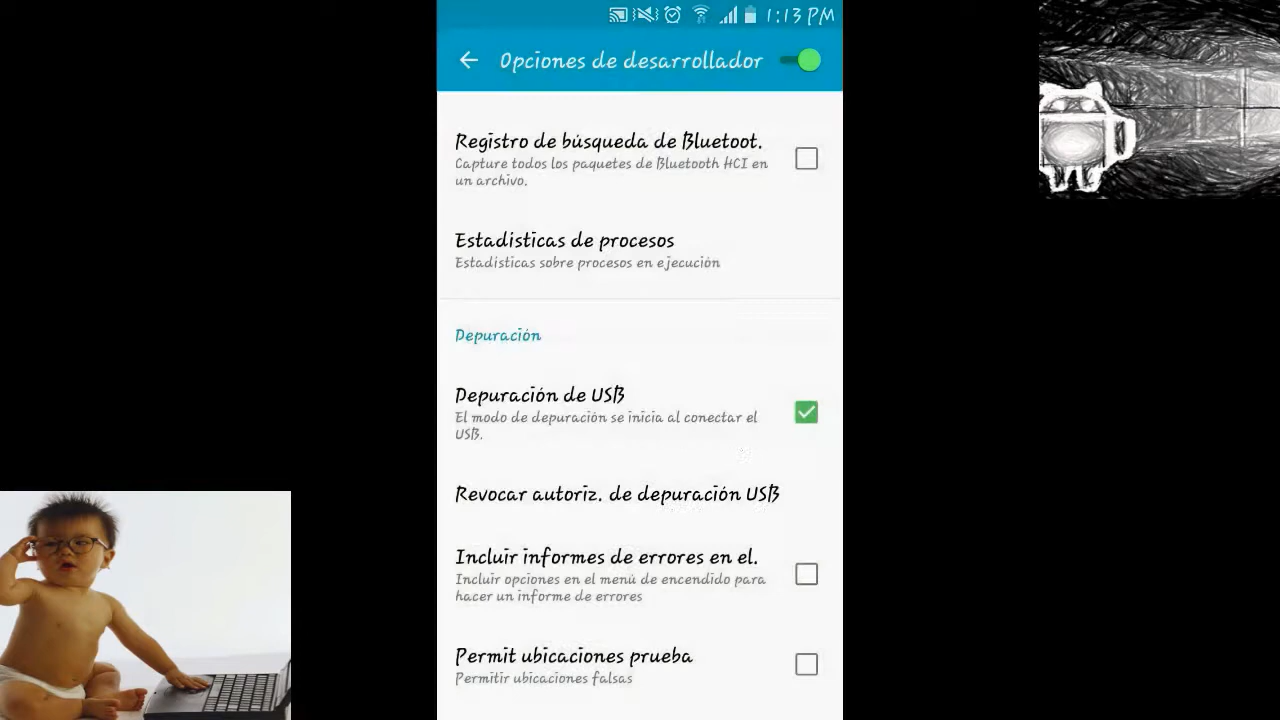 1:13 PM
Opciones de desarrollador
Registro de búsqueda de Bluetoot.
Capture todos los paquetes de Bluetooth HCI en
un archivo.
Estadísticas de procesos
Estadísticas sobre procesos en ejecución
Depuración
Depuración de USB
El modo de depuración se inicia al conectar el
USB.
Revocar autoriz. de depuración USB
Incluir informes de errores en el.
Incluir opciones en el menú de encendido para
hacer un informe de errores
Permit ubicaciones prueba
Permitir ubicaciones falsas